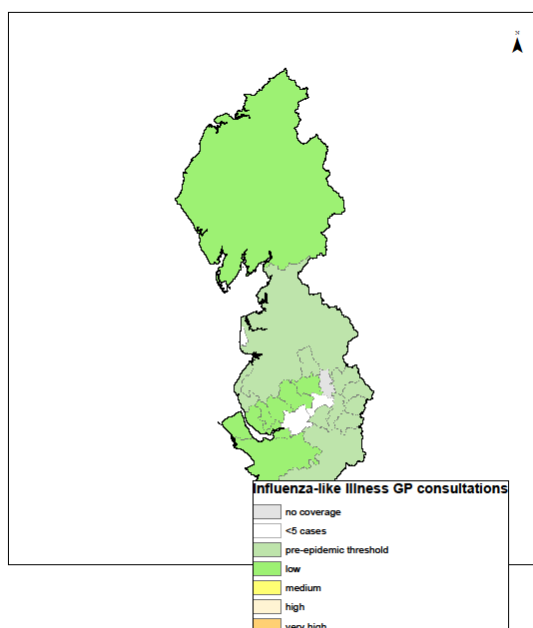 N
Influenza-like Illness GP consultations
no coverage
<5 cases
pre-epidemic threshold
low
medium
high
very high